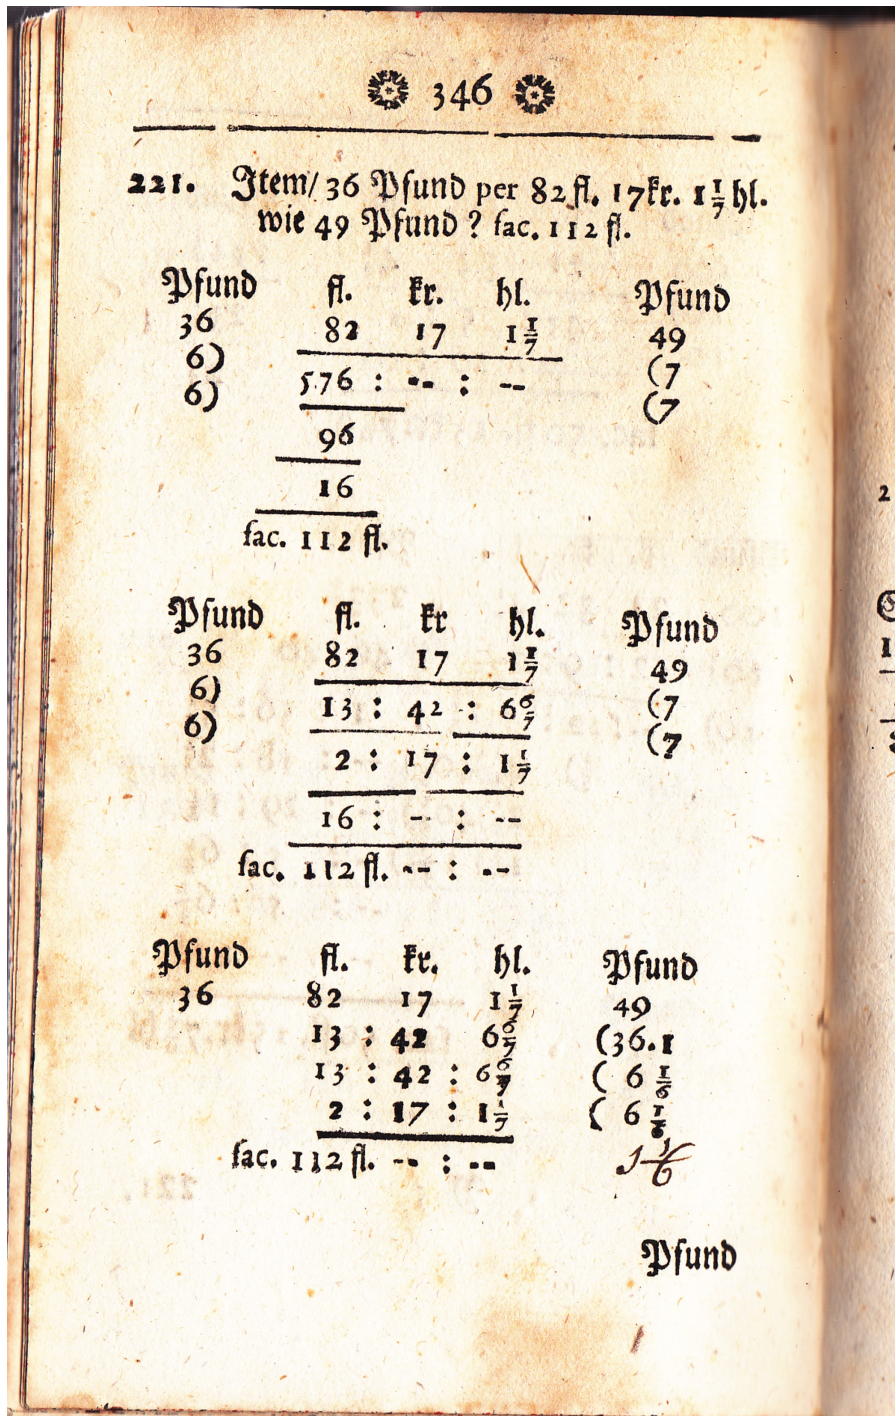 346
221. Item/ 36 Pfund per 82 fl. 17 kr. 1 1/7 hl.
wie 49 Pfund ? fac. 112 fl.
Pfund fl. kr. hl. Pfund
36 82 17 1 1/7 49
6) (7
576 : -- : --
6) (7
96
16
fac. 112 fl.
Pfund fl. kr hl. Pfund
36 82 17 1 1/7 49
6) 13 : 42 : 6 6/7 (7
6) (7
2 : 17 : 1 1/7
16 : -- : --
fac. 112 fl. -- : --
Pfund fl. kr. hl. Pfund
36 82 17 1 1/7 49
13 : 42 6 6/7 (36. 1
13 : 42 : 6 6/7 ( 6 1/6
2 : 17 : 1 1/7 ( 6 1/6
fac. 112 fl. -- : -- 1 1/6
Pfund
2
1